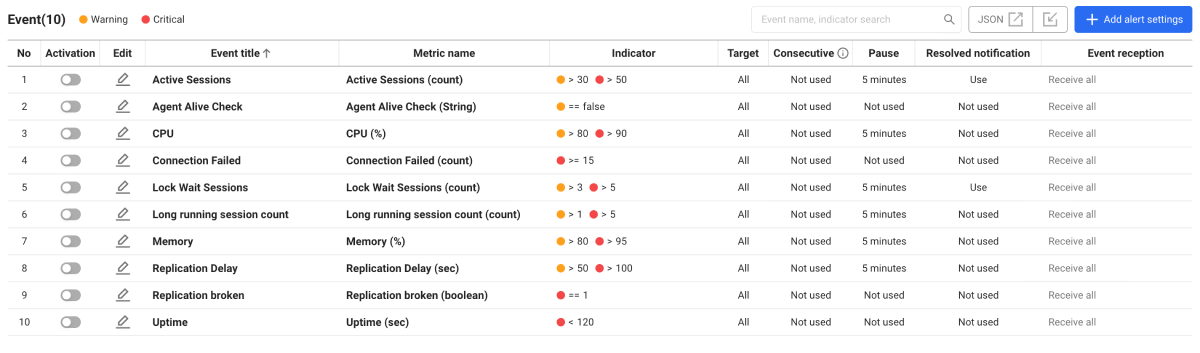 Event(10) Warning Critical Event name, indicator search JSON Add alert settings
No Activation Edit Event title Metric name Indicator Target Consecutive Pause Resolved notification Event reception
1 Active Sessions Active Sessions (count) > 30 > 50 All Not used 5 minutes Use Receive all
2 Agent Alive Check Agent Alive Check (String) == false All Not used Not used Not used Receive all
3 CPU CPU (%) > 80 > 90 All Not used 5 minutes Not used Receive all
4 Connection Failed Connection Failed (count) >= 15 All Not used Not used Not used Receive all
5 Lock Wait Sessions Lock Wait Sessions (count) > 3 > 5 All Not used 5 minutes Use Receive all
6 Long running session count Long running session count (count) > 1 > 5 All Not used 5 minutes Not used Receive all
7 Memory Memory (%) > 80 > 95 All Not used 5 minutes Not used Receive all
8 Replication Delay Replication Delay (sec) > 50 > 100 All Not used 5 minutes Not used Receive all
9 Replication broken Replication broken (boolean) == 1 All Not used Not used Not used Receive all
10 Uptime Uptime (sec) < 120 All Not used Not used Not used Receive all